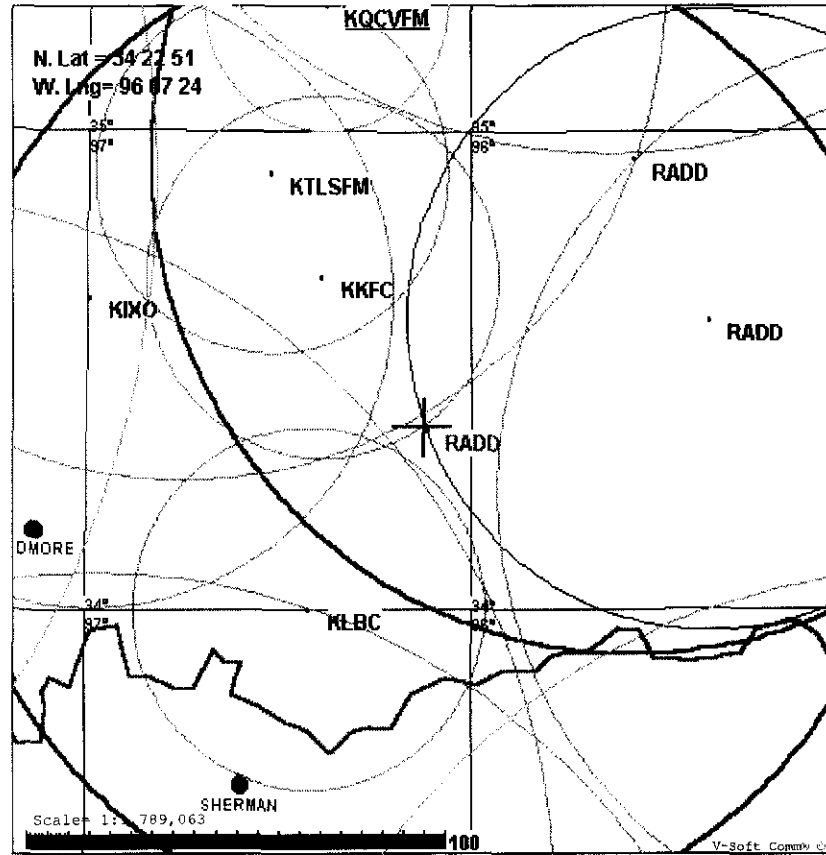 KQCVFM
N. Lat = 34 22 51
W. Lng= 96 07 24
35°
97°
35°
96°
RADD
KTLSFM
KKFC
KIXO
RADD
RADD
DMORE
34°
97°
34°
96°
KLBC
SHERMAN
Scale= 1:1,789,063
100
V-Soft Comm